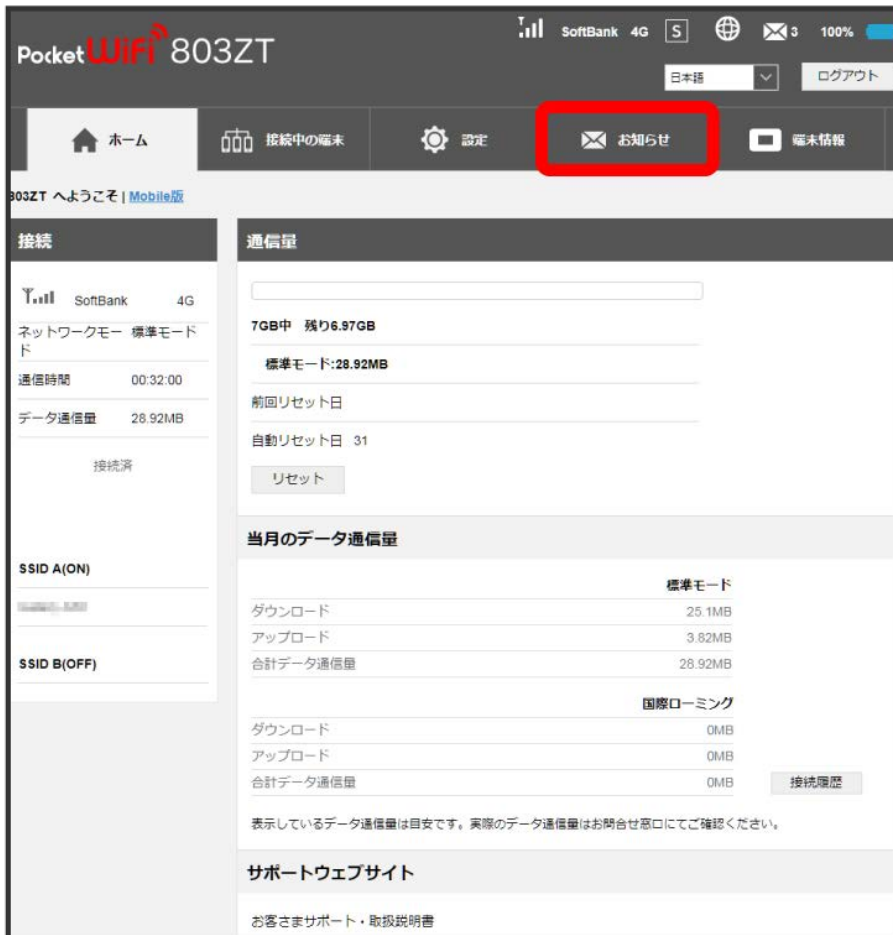 Pocket WiFi 803ZT
SoftBank 4G S 3 100%
日本語 ログアウト
ホーム 接続中の端末 設定 お知らせ 端末情報
803ZT へようこそ | Mobile版
接続
SoftBank 4G
ネットワークモー 標準モード
ド
通信時間 00:32:00
データ通信量 28.92MB
接続済
SSID A(ON)
SSID B(OFF)
通信量
7GB中 残り6.97GB
標準モード:28.92MB
前回リセット日
自動リセット日 31
リセット
当月のデータ通信量
標準モード
ダウンロード 25.1MB
アップロード 3.82MB
合計データ通信量 28.92MB
国際ローミング
ダウンロード 0MB
アップロード 0MB
合計データ通信量 0MB 接続履歴
表示しているデータ通信量は目安です。実際のデータ通信量はお問合せ窓口にてご確認ください。
サポートウェブサイト
お客さまサポート・取扱説明書